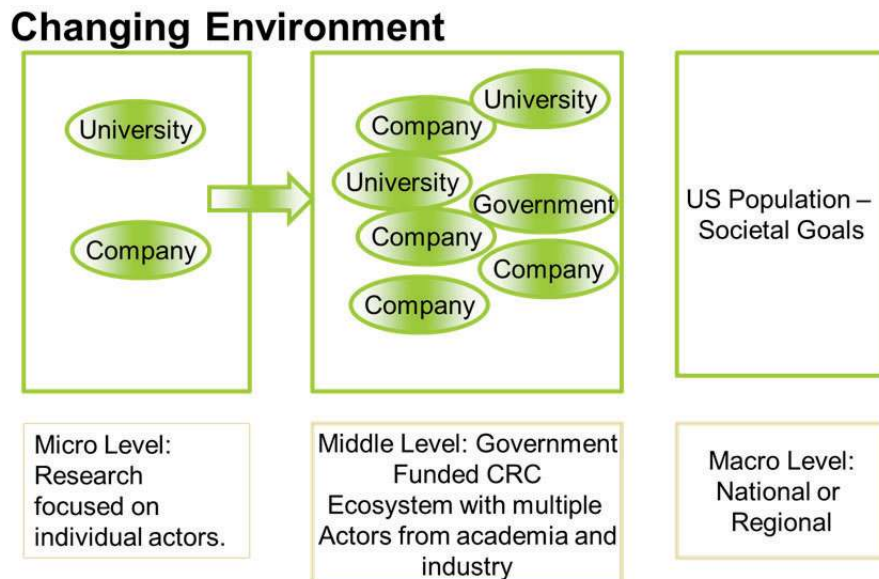 Changing Environment
University
Company
University
Company
University
Government
Company
Company
Company
US Population –
Societal Goals
Micro Level:
Research
focused on
individual actors.
Middle Level: Government
Funded CRC
Ecosystem with multiple
Actors from academia and
industry
Macro Level:
National or
Regional